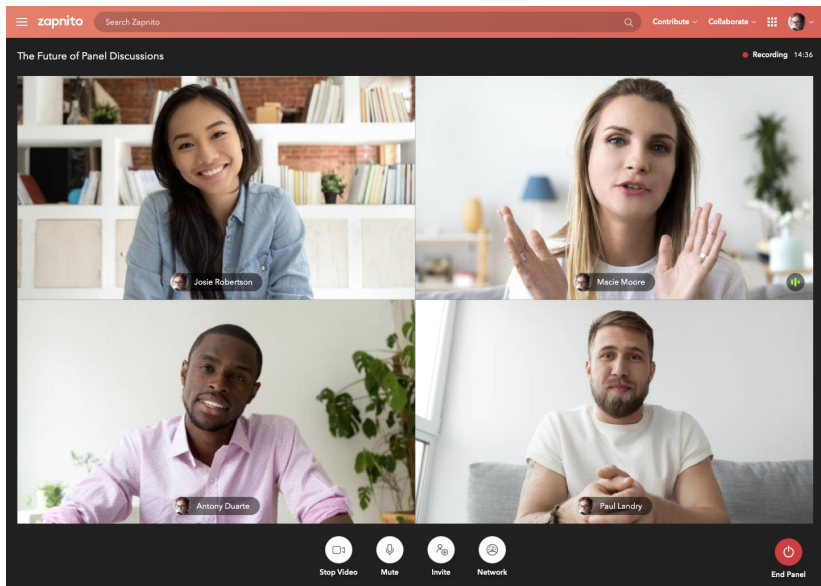 zapnito Search Zapnito Contribute Collaborate
The Future of Panel Discussions Recording 14:36
Josie Robertson Macie Moore
Antony Duarte Paul Landry
Stop Video Mute Invite Network End Panel